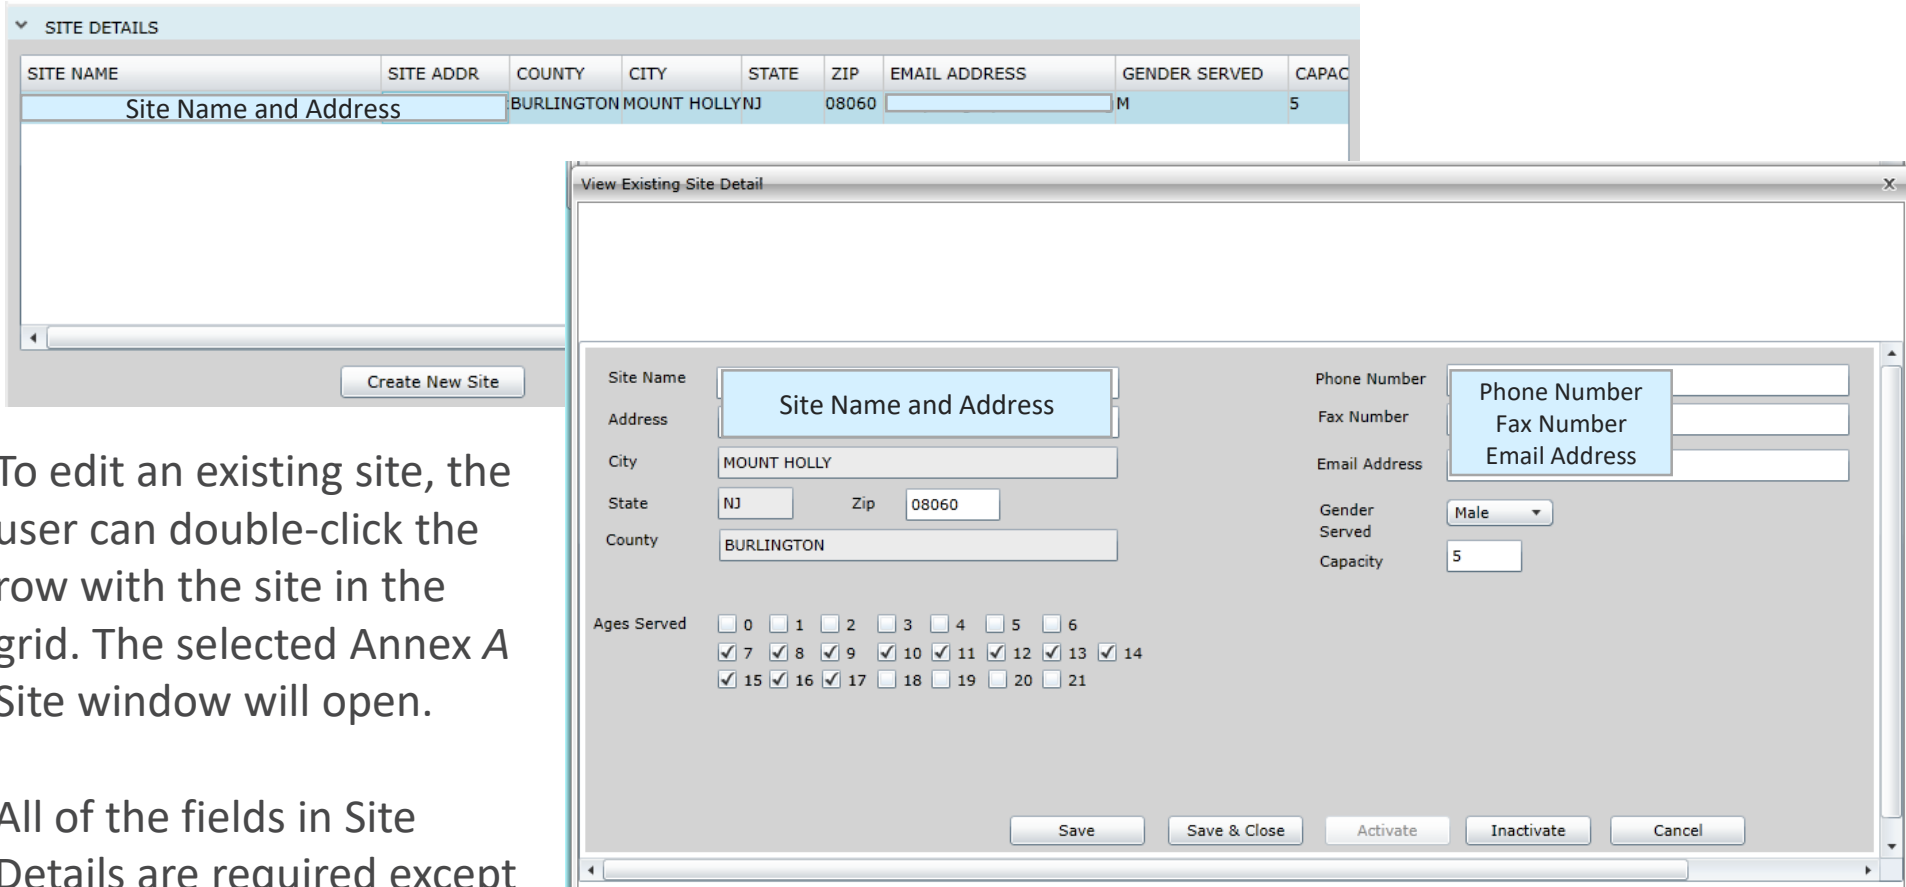 SITE DETAILS
SITE NAME SITE ADDR COUNTY CITY STATE ZIP EMAIL ADDRESS GENDER SERVED CAPAC
Site Name and Address BURLINGTON MOUNT HOLLY NJ 08060 M 5
Create New Site
View Existing Site Detail x
Site Name Site Name and Address
Address
City MOUNT HOLLY
State NJ Zip 08060
County BURLINGTON
Phone Number Phone Number
Fax Number Fax Number
Email Address Email Address
Gender Served Male
Capacity 5
Ages Served 0 1 2 3 4 5 6
7 8 9 10 11 12 13 14
15 16 17 18 19 20 21
Save Save & Close Activate Inactivate Cancel
To edit an existing site, the
user can double-click the
row with the site in the
grid. The selected Annex A
Site window will open.
All of the fields in Site
Details are required except